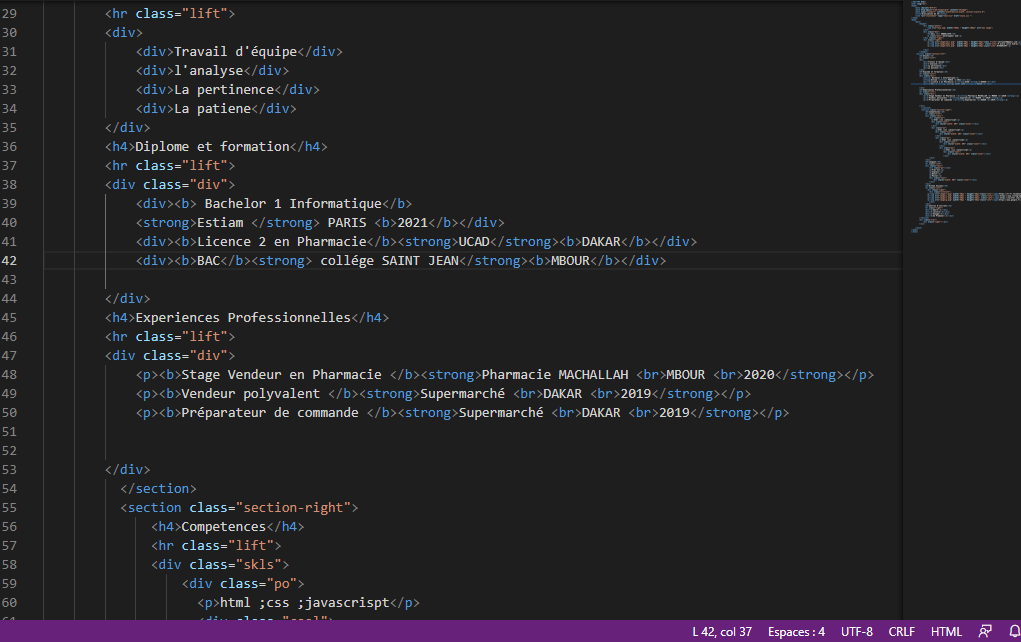 29 <hr class="lift">
30 <div>
31 <div>Travail d'équipe</div>
32 <div>l'analyse</div>
33 <div>La pertinence</div>
34 <div>La patiene</div>
35 </div>
36 <h4>Diplome et formation</h4>
37 <hr class="lift">
38 <div class="div">
39 <div><b> Bachelor 1 Informatique</b>
40 <strong>Estiam </strong> PARIS <b>2021</b></div>
41 <div><b>Licence 2 en Pharmacie</b><strong>UCAD</strong><b>DAKAR</b></div>
42 <div><b>BAC</b><strong> collége SAINT JEAN</strong><b>MBOUR</b></div>
43
44 </div>
45 <h4>Experiences Professionnelles</h4>
46 <hr class="lift">
47 <div class="div">
48 <p><b>Stage Vendeur en Pharmacie </b><strong>Pharmacie MACHALLAH <br>MBOUR <br>2020</strong></p>
49 <p><b>Vendeur polyvalent </b><strong>Supermarché <br>DAKAR <br>2019</strong></p>
50 <p><b>Préparateur de commande </b><strong>Supermarché <br>DAKAR <br>2019</strong></p>
51
52
53 </div>
54 </section>
55 <section class="section-right">
56 <h4>Competences</h4>
57 <hr class="lift">
58 <div class="skls">
59 <div class="po">
60 <p>html ;css ;javascrispt</p>
L 42, col 37 Espaces : 4 UTF-8 CRLF HTML